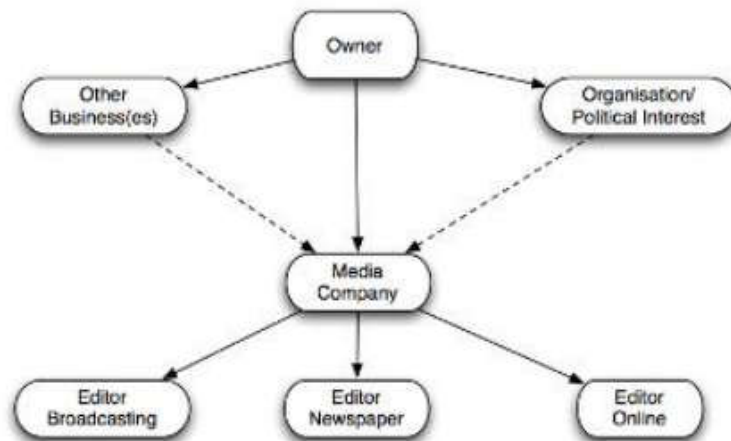 Owner
Other
Business(es)
Organisation/
Political Interest
Media
Company
Editor
Broadcasting
Editor
Newspaper
Editor
Online